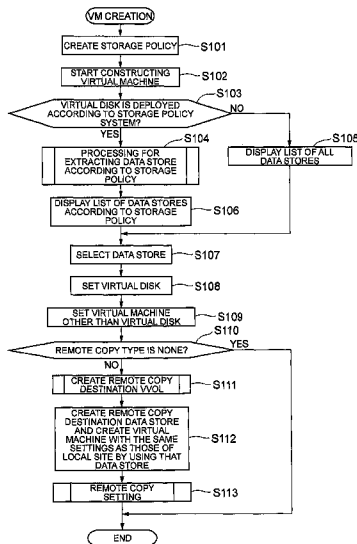 VM CREATION
CREATE STORAGE POLICY
S101
START CONSTRUCTING
VIRTUAL MACHINE
S102
S103
VIRTUAL DISK IS DEPLOYED
ACCORDING TO STORAGE POLICY
SYSTEM?
NO
YES
S104
S105
PROCESSING FOR
EXTRACTING DATA STORE
ACCORDING TO STORAGE
POLICY
DISPLAY LIST OF ALL
DATA STORES
DISPLAY LIST OF DATA STORES
ACCORDING TO STORAGE
POLICY
S106
SELECT DATA STORE
S107
SET VIRTUAL DISK
S108
SET VIRTUAL MACHINE
OTHER THAN VIRTUAL DISK
S109
S110
REMOTE COPY TYPE IS NONE?
YES
NO
CREATE REMOTE COPY
DESTINATION VVOL
S111
CREATE REMOTE COPY
DESTINATION DATA STORE
AND CREATE VIRTUAL
MACHINE WITH THE SAME
SETTINGS AS THOSE OF
LOCAL SITE BY USING THAT
DATA STORE
S112
REMOTE COPY
SETTING
S113
END